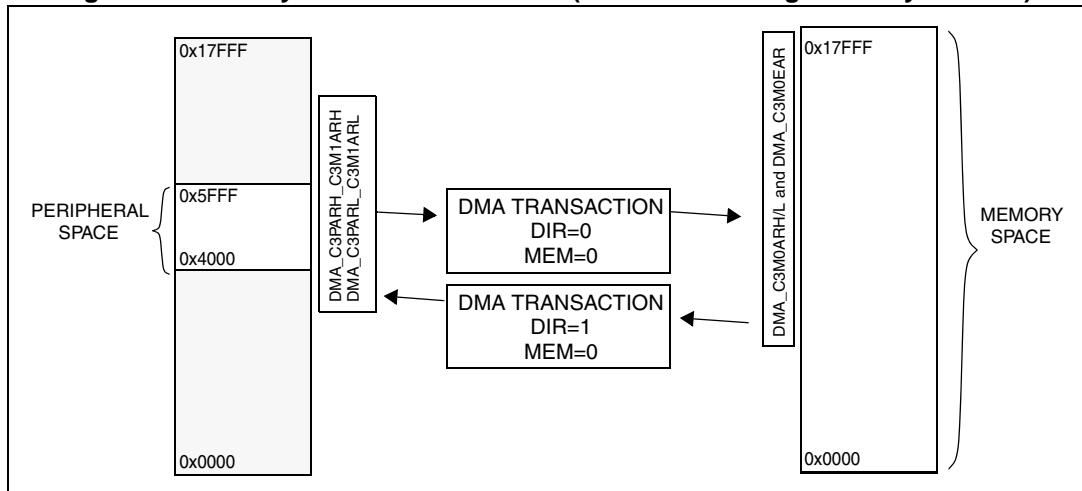 0x17FFF
0x5FFF
0x4000
0x0000
PERIPHERAL
SPACE
DMA_C3PARH_C3M1ARH
DMA_C3PARL_C3M1ARL
DMA TRANSACTION
DIR=0
MEM=0
DMA TRANSACTION
DIR=1
MEM=0
DMA_C3M0ARH/L and DMA_C3M0EAR
0x17FFF
0x0000
MEMORY
SPACE